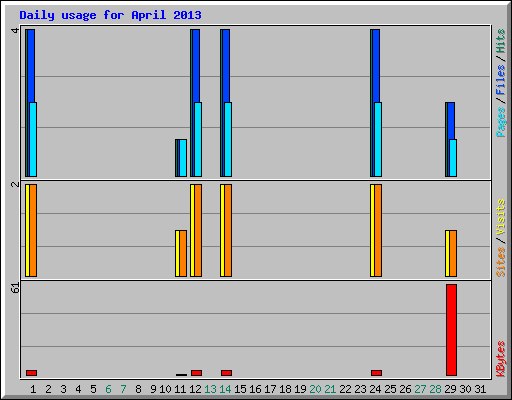 Daily usage for April 2013
4
Pages / Files / Hits
2
Sites / Visits
61
KBytes
1 2 3 4 5 6 7 8 9 10 11 12 13 14 15 16 17 18 19 20 21 22 23 24 25 26 27 28 29 30 31